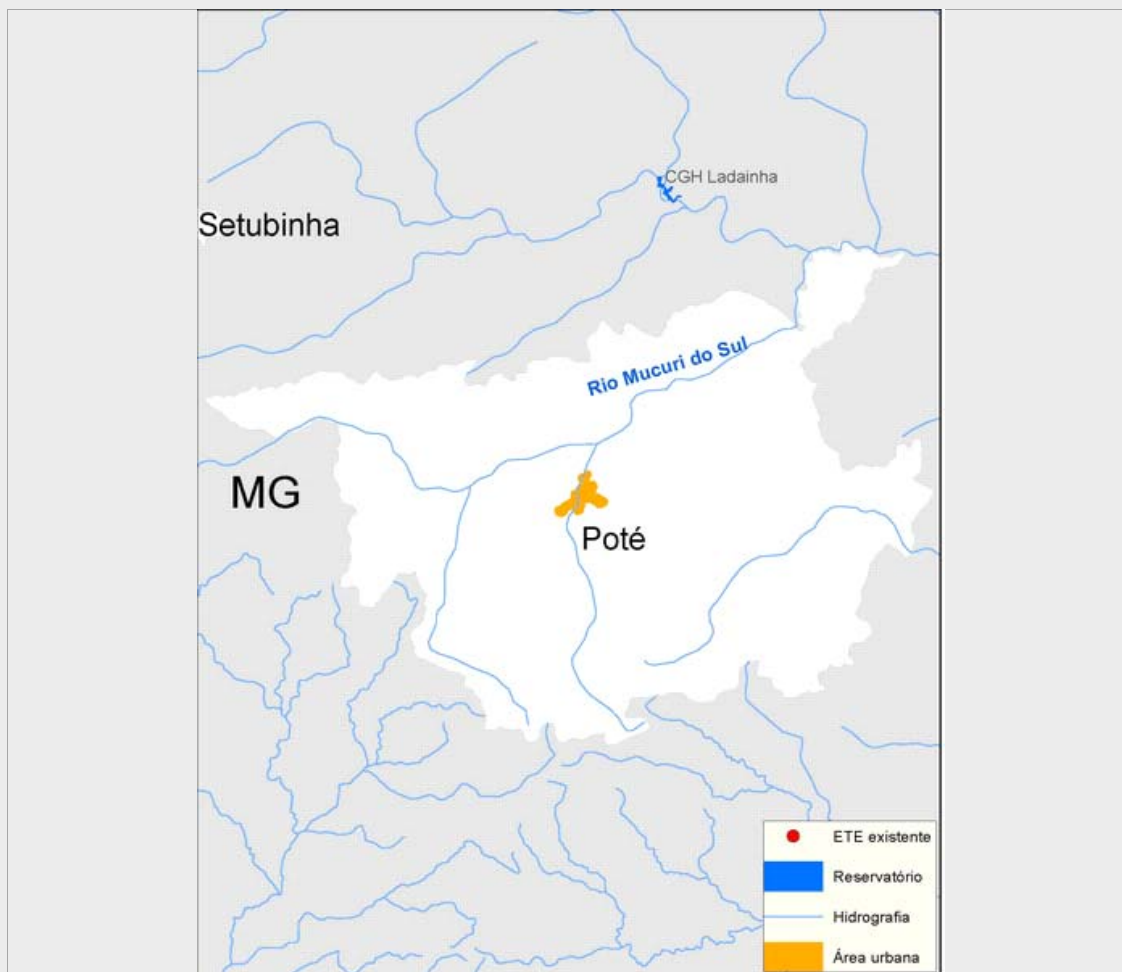 CGH Ladainha
Setubinha
Rio Mucuri do Sul
MG
Poté
ETE existente
Reservatório
Hidrografia
Área urbana